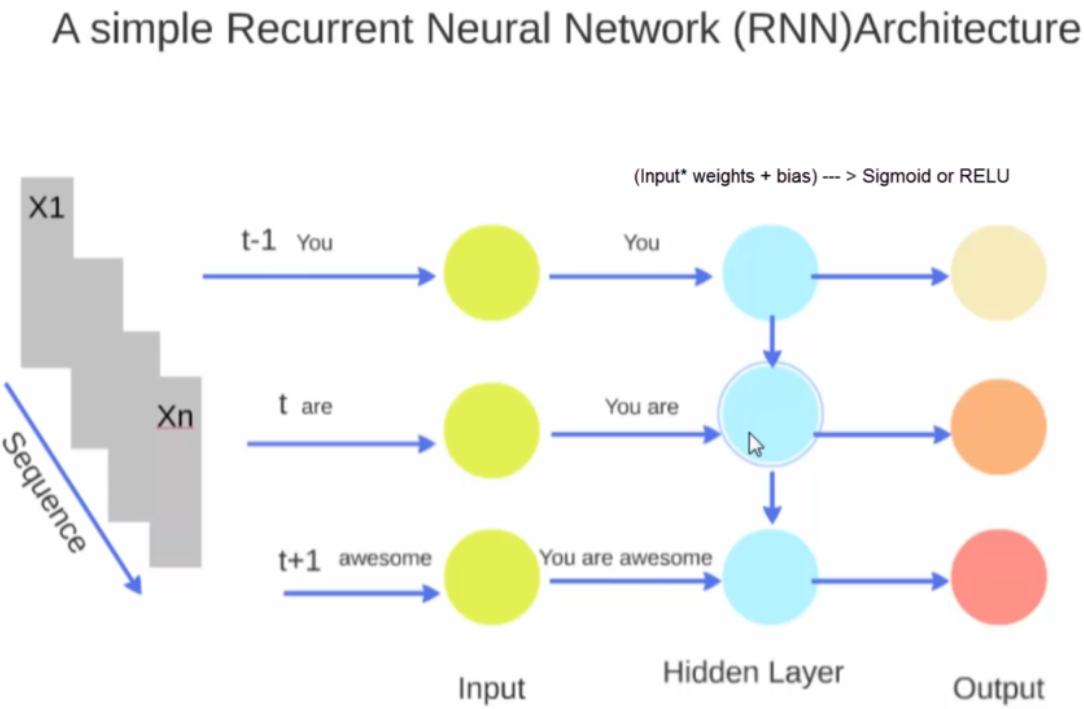 A simple Recurrent Neural Network (RNN)Architecture
(Input* weights + bias) --- > Sigmoid or RELU
X1
t-1 You
You
t are
You are
Xn
Sequence
t+1 awesome
You are awesome
Input
Hidden Layer
Output